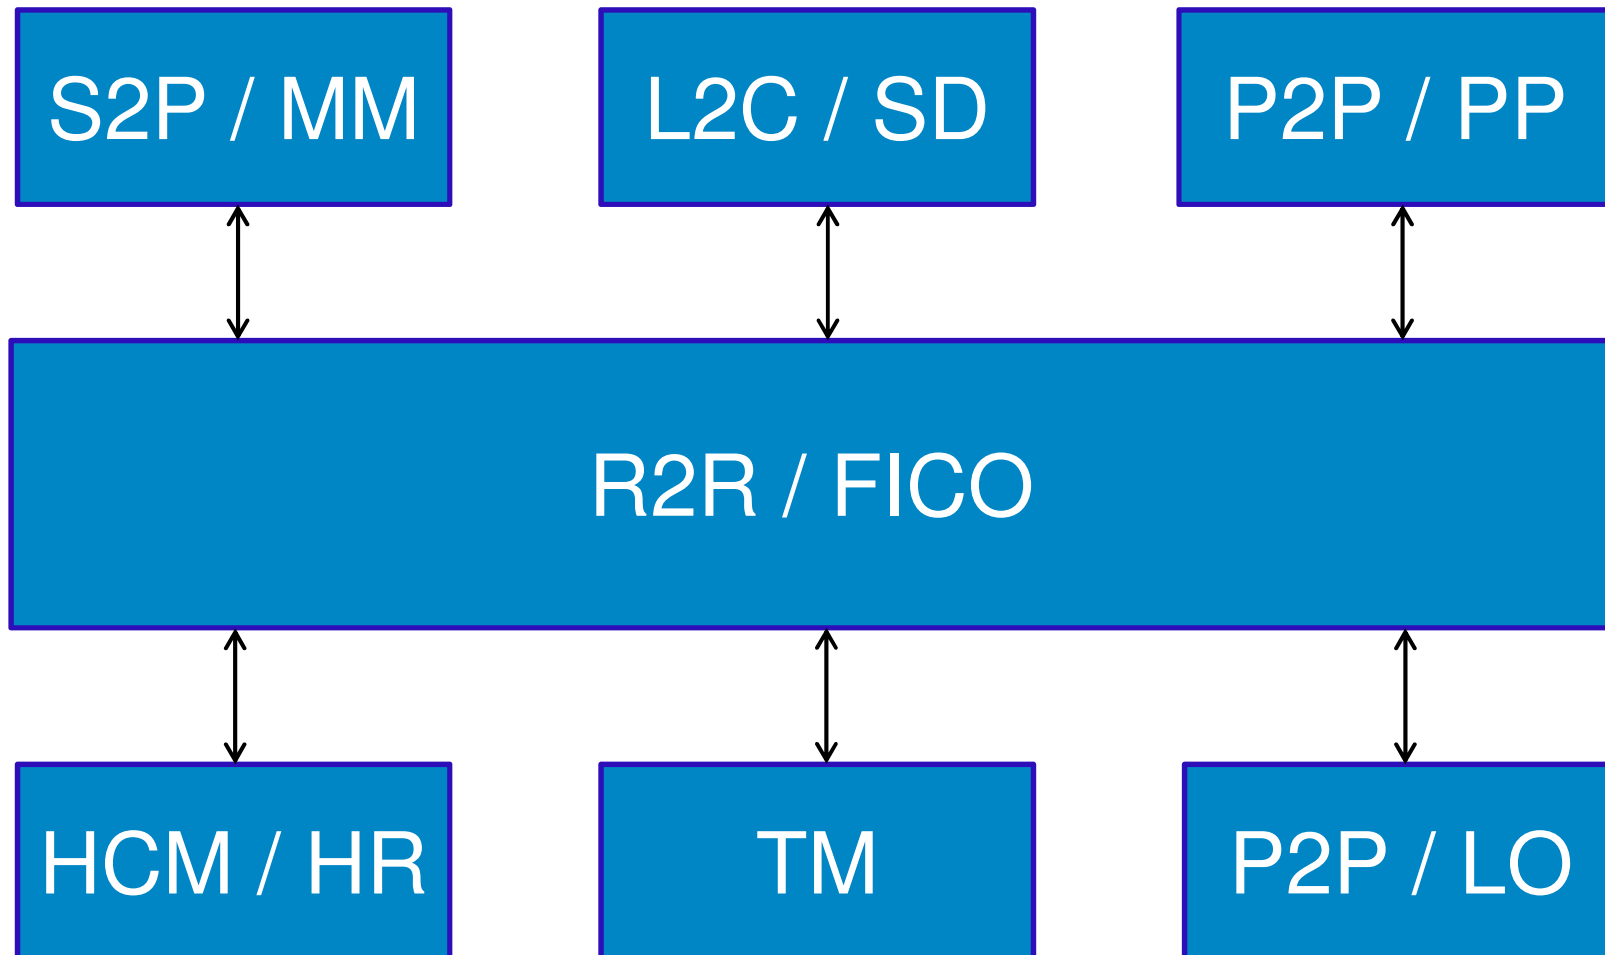 S2P / MM
L2C / SD
P2P / PP
R2R / FICO
HCM / HR
TM
P2P / LO